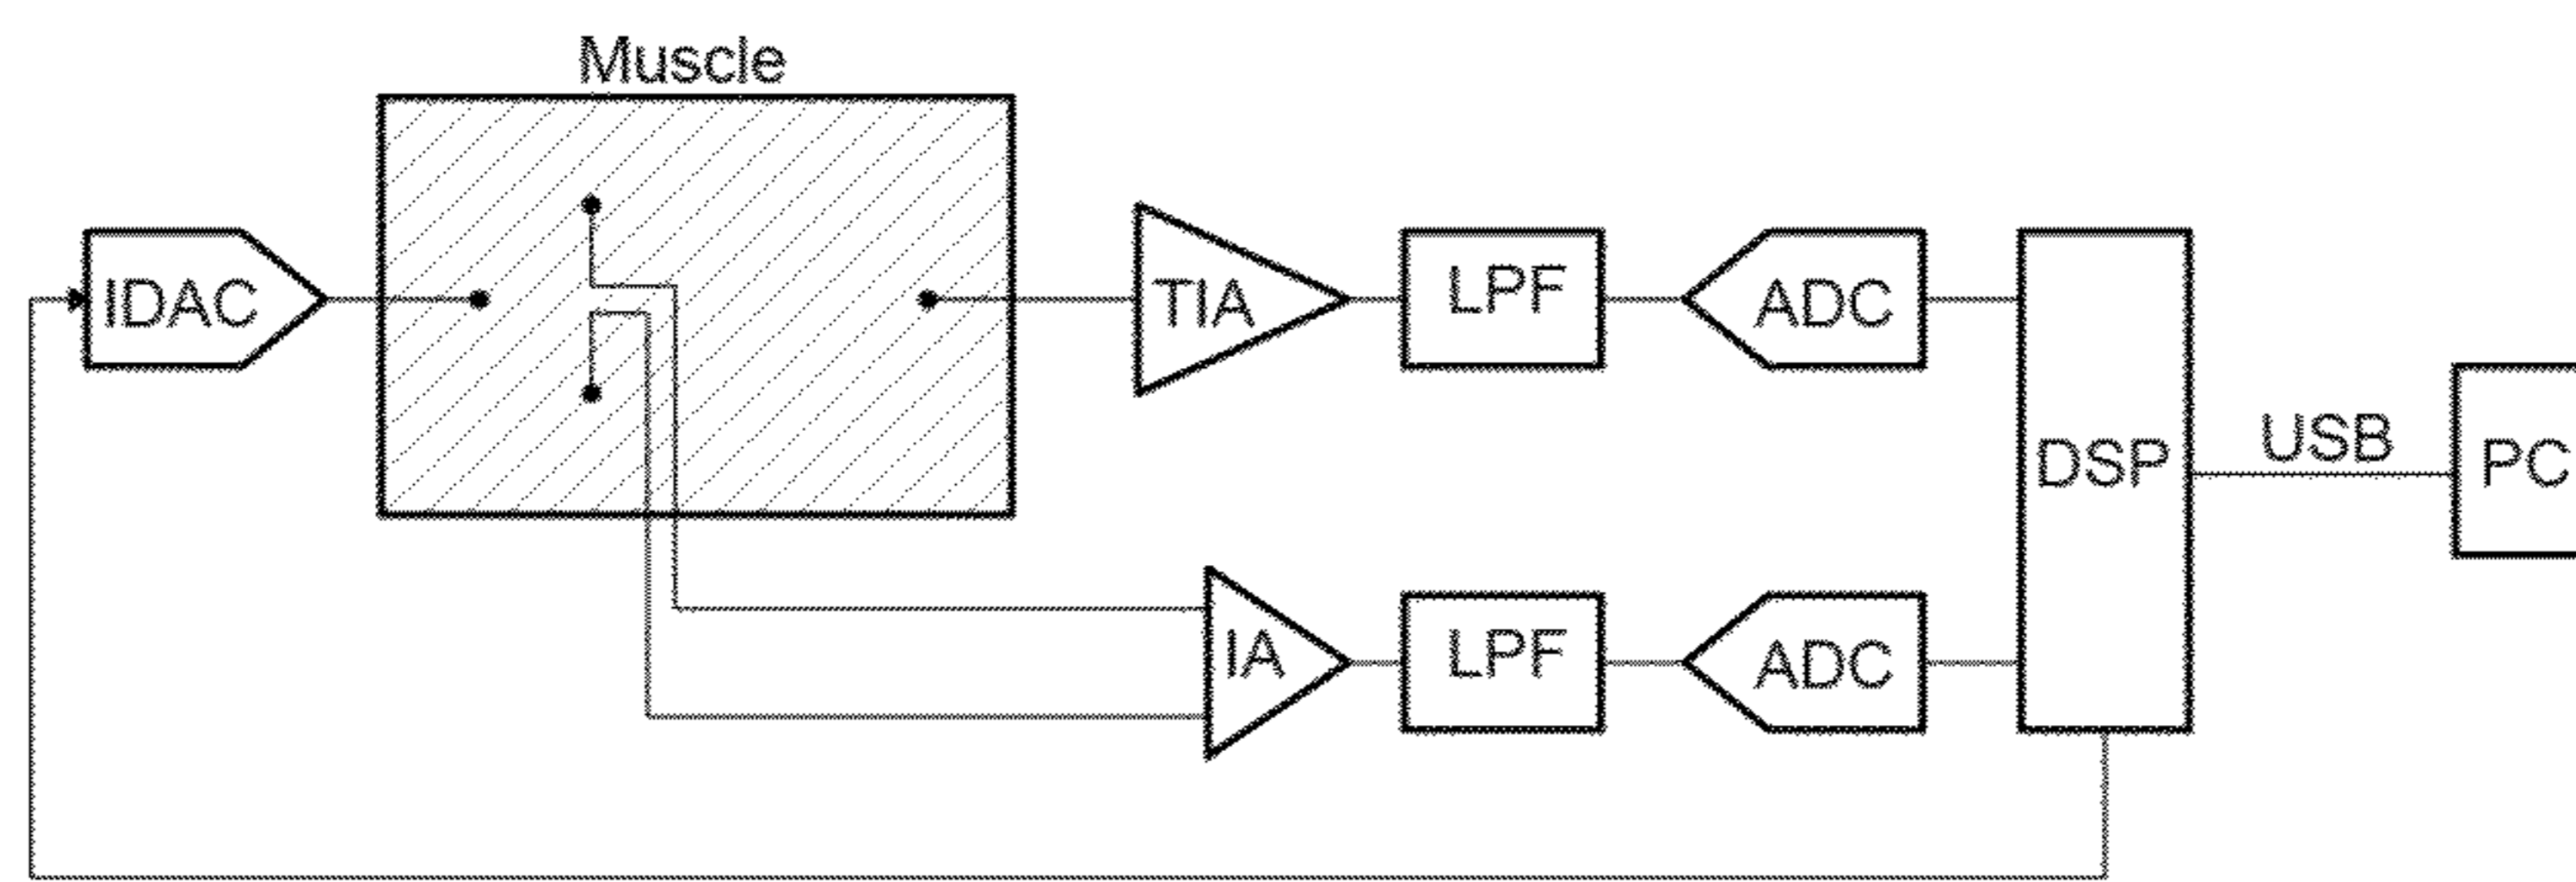 Muscle
IDAC
TIA
LPF
ADC
DSP
USB
PC
IA
LPF
ADC